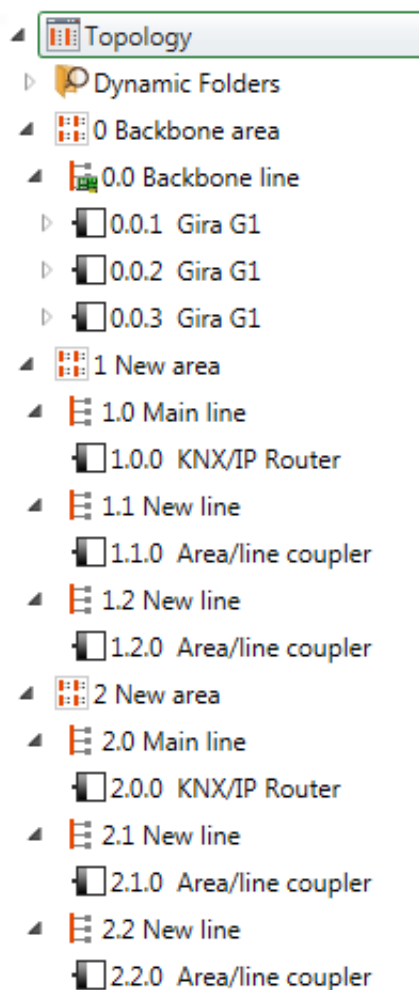 Topology
Dynamic Folders
0 Backbone area
0.0 Backbone line
0.0.1 Gira G1
0.0.2 Gira G1
0.0.3 Gira G1
1 New area
1.0 Main line
1.0.0 KNX/IP Router
1.1 New line
1.1.0 Area/line coupler
1.2 New line
1.2.0 Area/line coupler
2 New area
2.0 Main line
2.0.0 KNX/IP Router
2.1 New line
2.1.0 Area/line coupler
2.2 New line
2.2.0 Area/line coupler